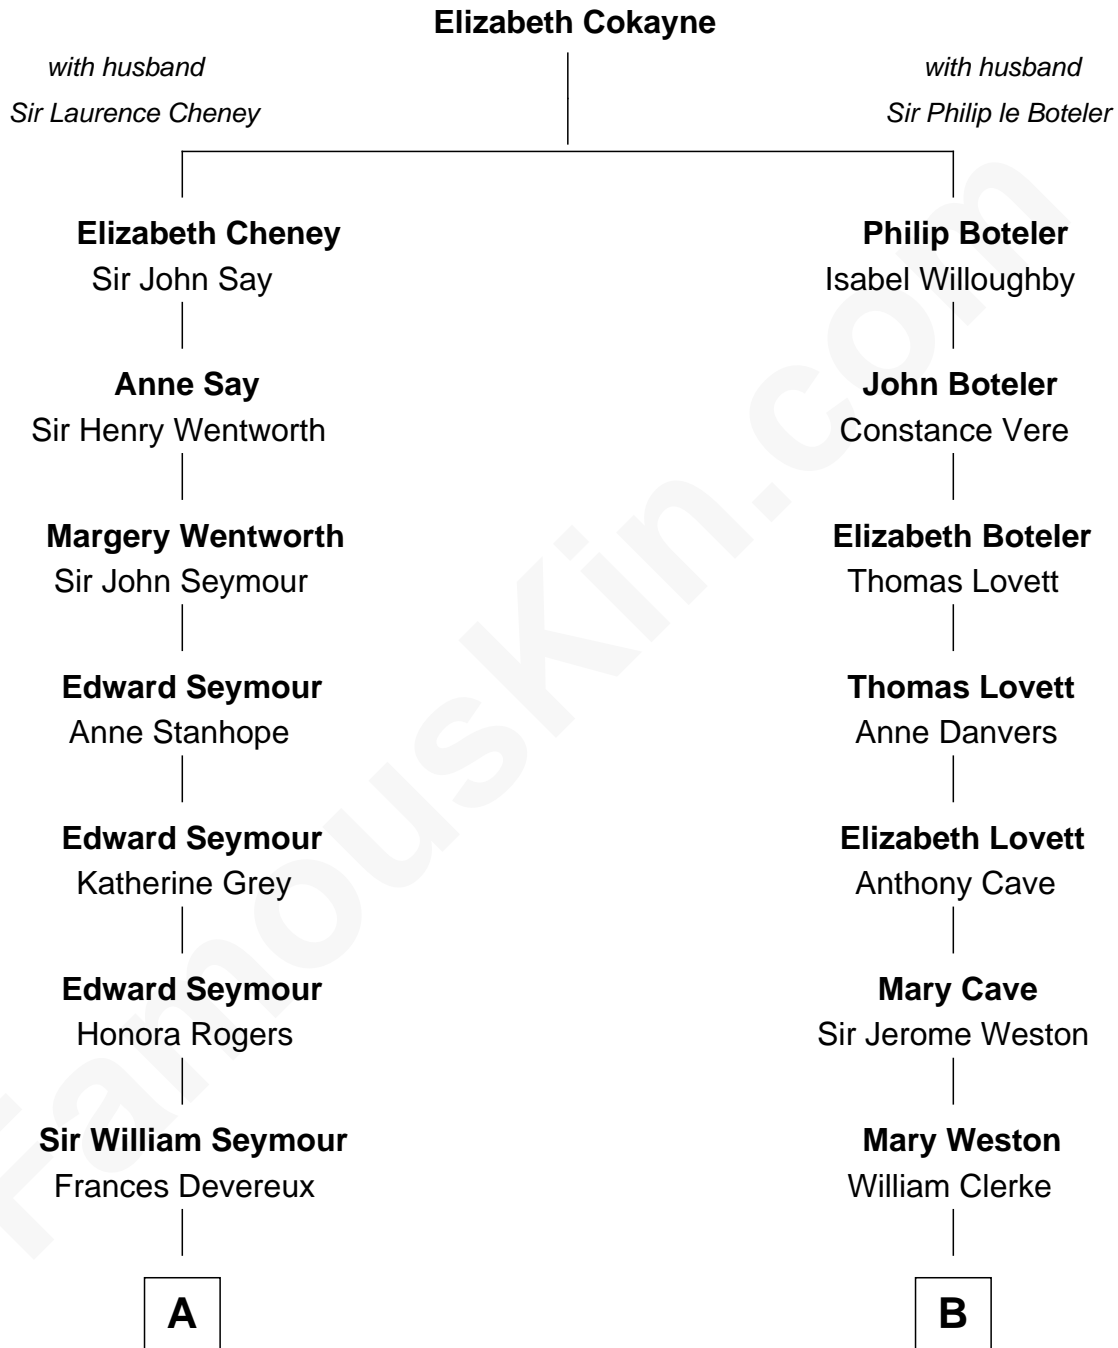 Elizabeth Cokayne
with husband
Sir Laurence Cheney
with husband
Sir Philip le Boteler
Elizabeth Cheney
Sir John Say
Philip Boteler
Isabel Willoughby
Anne Say
Sir Henry Wentworth
John Boteler
Constance Vere
Margery Wentworth
Sir John Seymour
Elizabeth Boteler
Thomas Lovett
Edward Seymour
Anne Stanhope
Thomas Lovett
Anne Danvers
Edward Seymour
Katherine Grey
Elizabeth Lovett
Anthony Cave
Edward Seymour
Honora Rogers
Mary Cave
Sir Jerome Weston
Sir William Seymour
Frances Devereux
Mary Weston
William Clerke
A
B
FamousKin.com